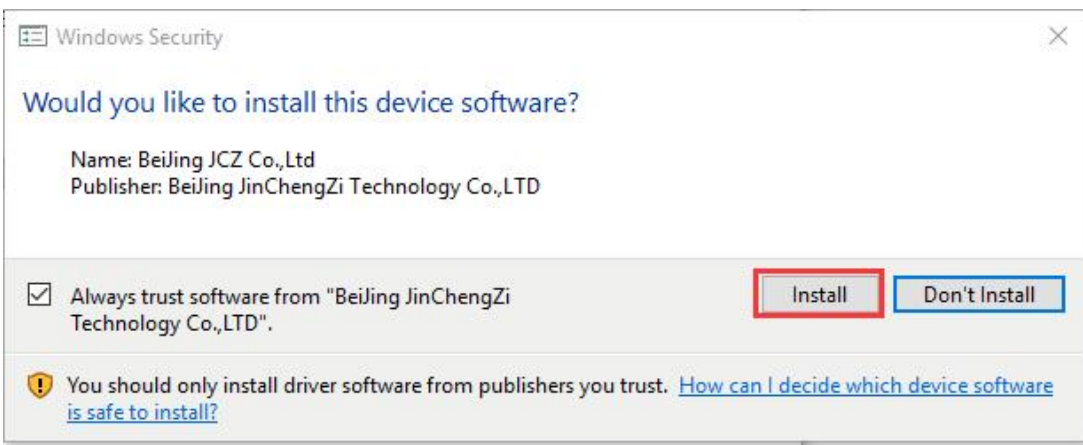 Windows Security
Would you like to install this device software?
Name: BeiJing JCZ Co.,Ltd
Publisher: BeiJing JinChengZi Technology Co.,LTD
Always trust software from "BeiJing JinChengZi
Technology Co.,LTD".
Install
Don't Install
You should only install driver software from publishers you trust. How can I decide which device software
is safe to install?